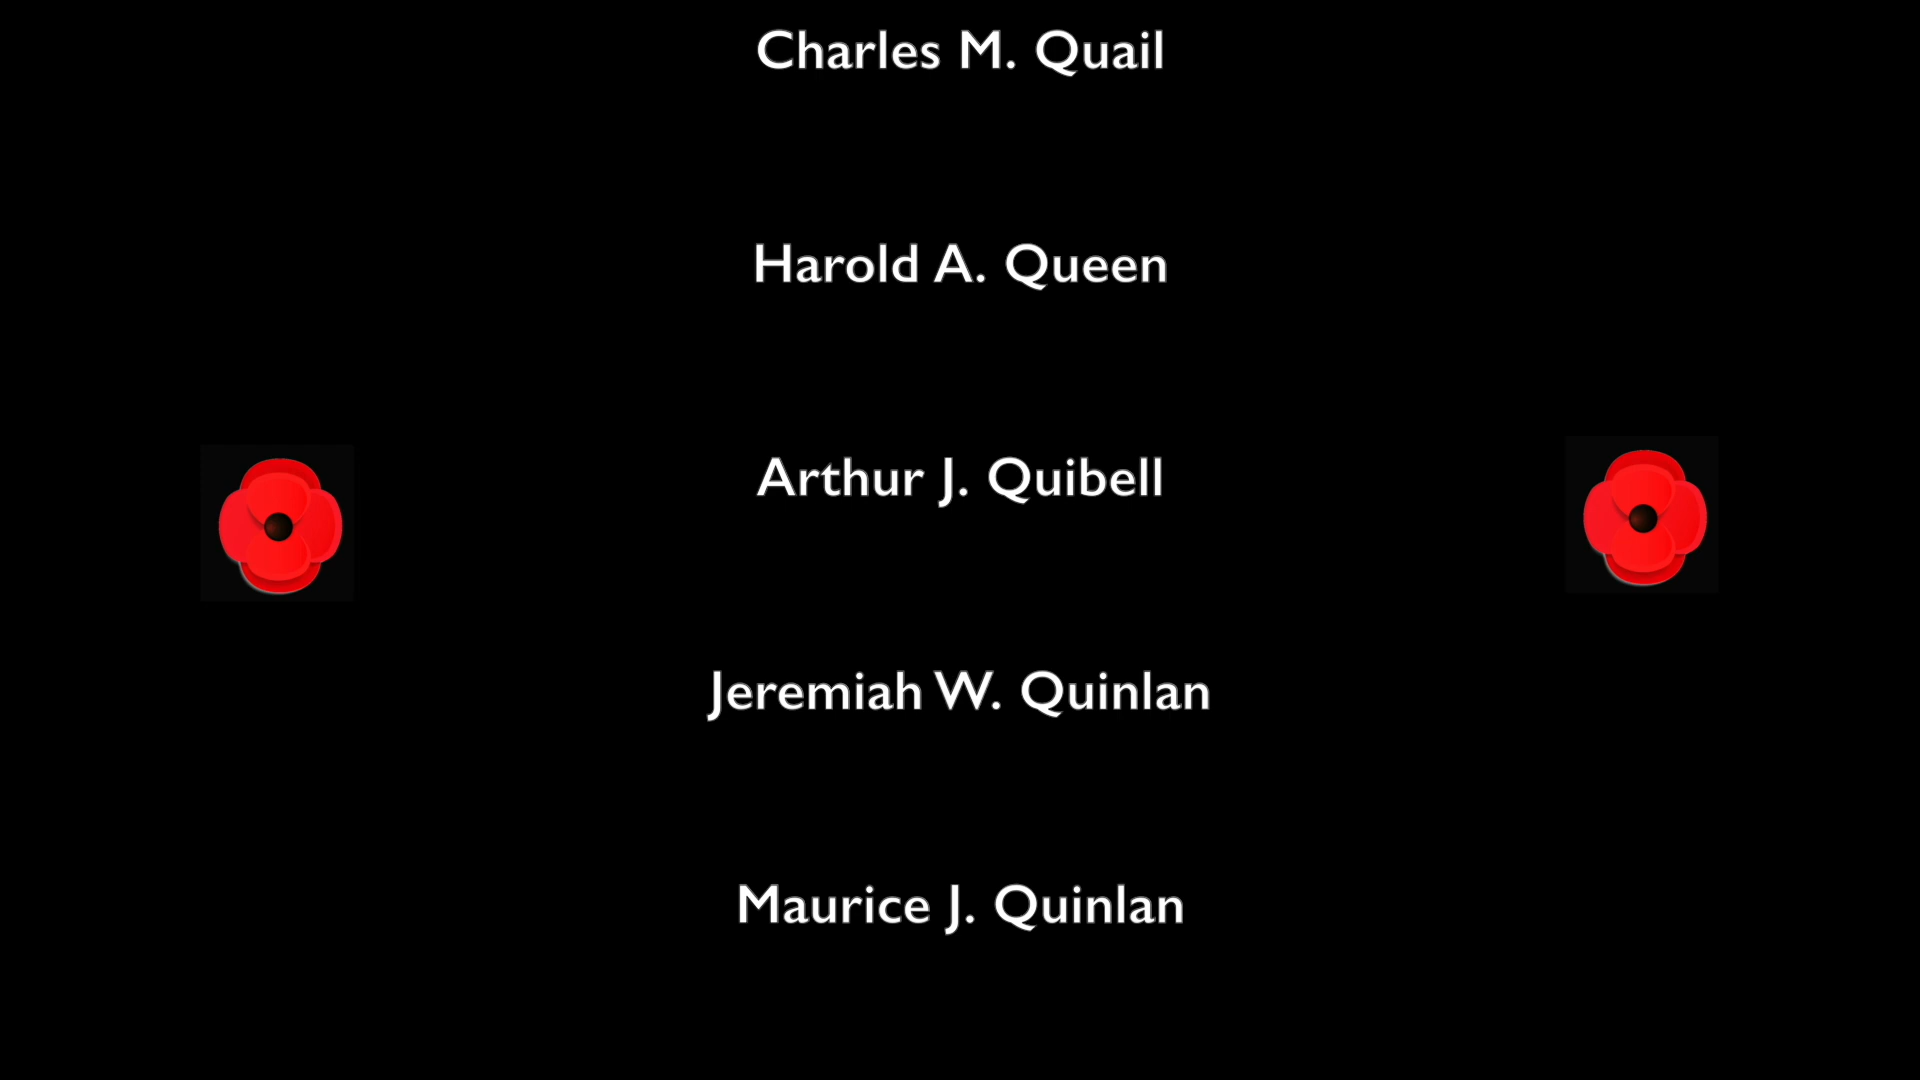 Charles M. Quail
Harold A. Queen
Arthur J. Quibell
Jeremiah W. Quinlan
Maurice J. Quinlan